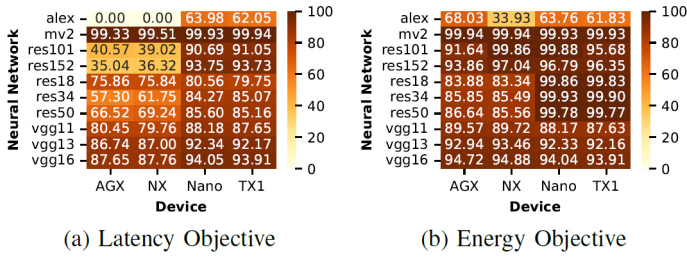 Neural Network
alex 0.00 0.00 63.98 62.05
mv2 99.33 99.51 99.93 99.94
res101 40.57 39.02 90.69 91.05
res152 35.04 36.32 93.75 93.73
res18 75.86 75.84 80.56 79.75
res34 57.30 61.75 84.27 85.07
res50 66.52 69.24 85.60 85.16
vgg11 80.45 79.76 88.18 87.65
vgg13 86.74 87.00 92.34 92.17
vgg16 87.65 87.76 94.05 93.91
AGX NX Nano TX1
Device
100
80
60
40
20
0
(a) Latency Objective
Neural Network
alex 68.03 33.93 63.76 61.83
mv2 99.94 99.94 99.93 99.93
res101 91.64 99.86 99.88 95.68
res152 93.86 97.04 96.79 96.35
res18 83.88 83.34 99.86 99.83
res34 85.85 85.49 99.93 99.90
res50 86.64 85.56 99.78 99.77
vgg11 89.57 89.72 88.17 87.63
vgg13 92.94 93.46 92.33 92.16
vgg16 94.72 94.88 94.04 93.91
AGX NX Nano TX1
Device
100
80
60
40
20
0
(b) Energy Objective